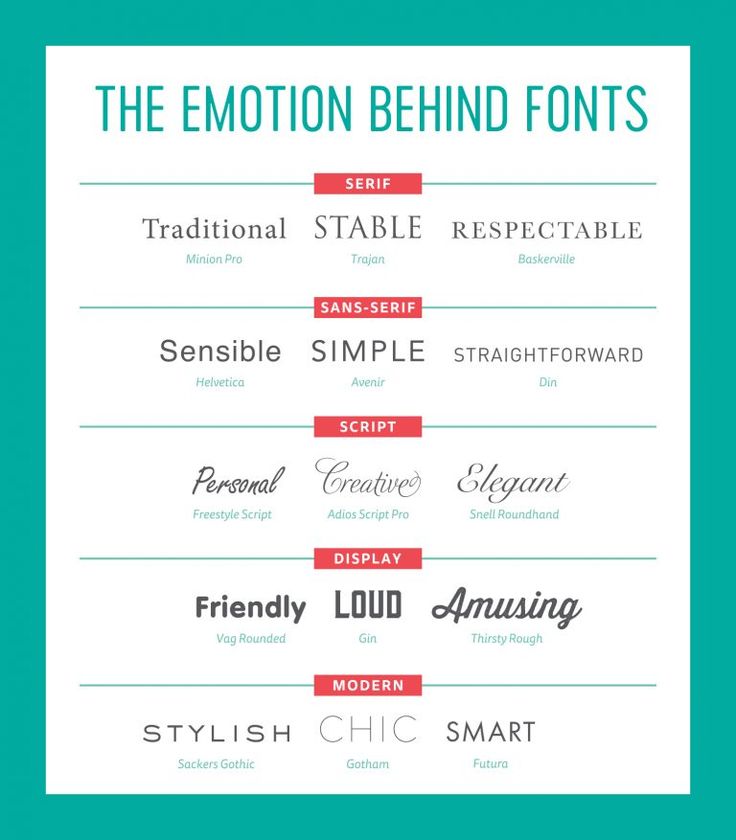 THE EMOTION BEHIND FONTS
SERIF
Traditional STABLE RESPECTABLE
Minion Pro Trajan Baskerville
SANS-SERIF
Sensible SIMPLE STRAIGHTFORWARD
Helvetica Avenir Din
SCRIPT
Personal Creative Elegant
Freestyle Script Adios Script Pro Snell Roundhand
DISPLAY
Friendly LOUD Amusing
Vag Rounded Gin Thirsty Rough
MODERN
STYLISH CHIC SMART
Sackers Gothic Gotham Futura